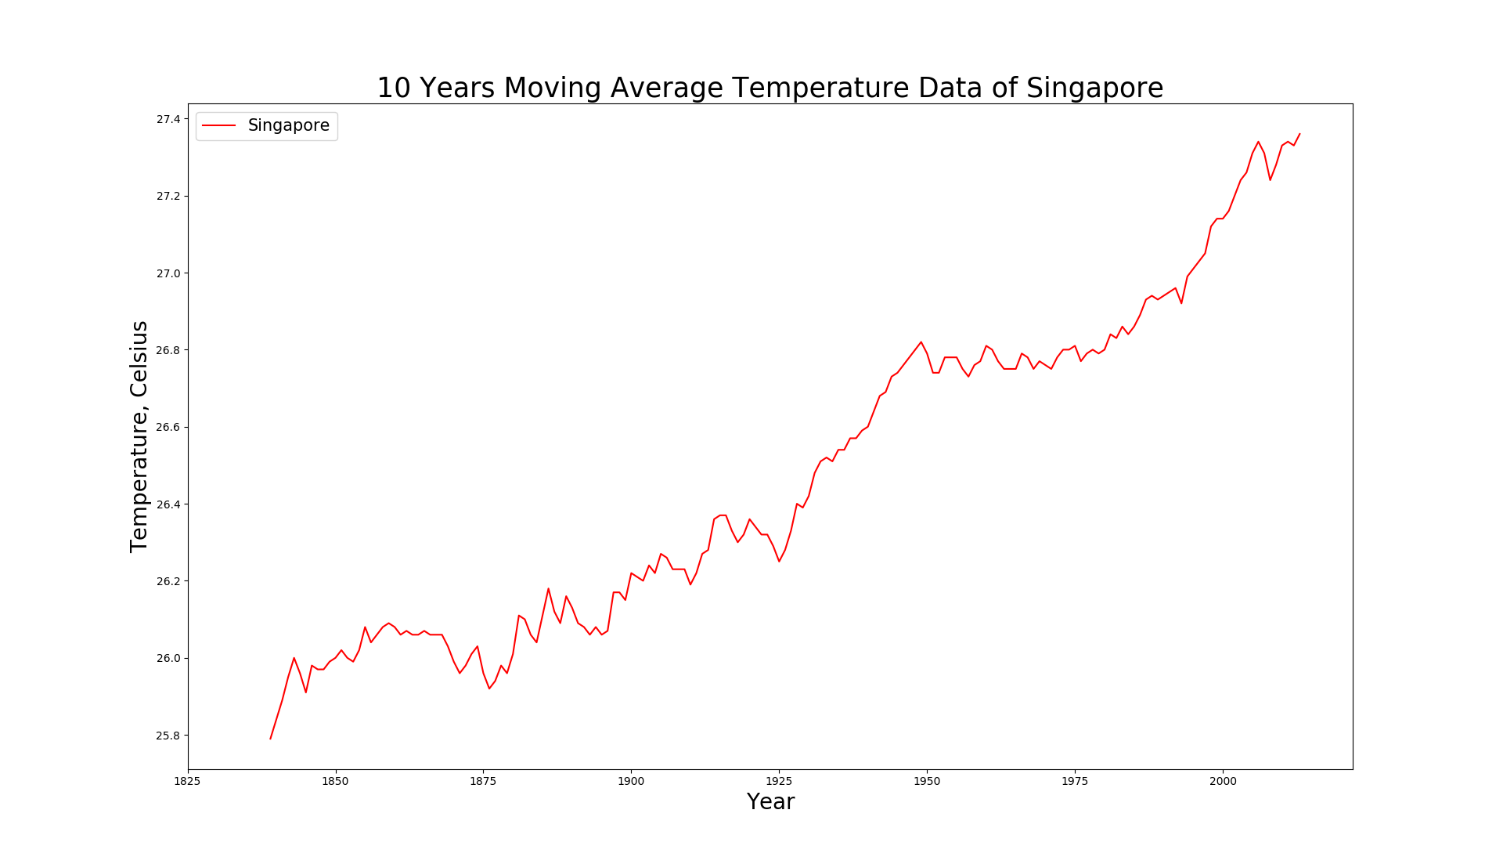 10 Years Moving Average Temperature Data of Singapore
Singapore
27.4
27.2
27.0
26.8
26.6
26.4
26.2
26.0
25.8
Temperature, Celsius
1825 1850 1875 1900 1925 1950 1975 2000
Year